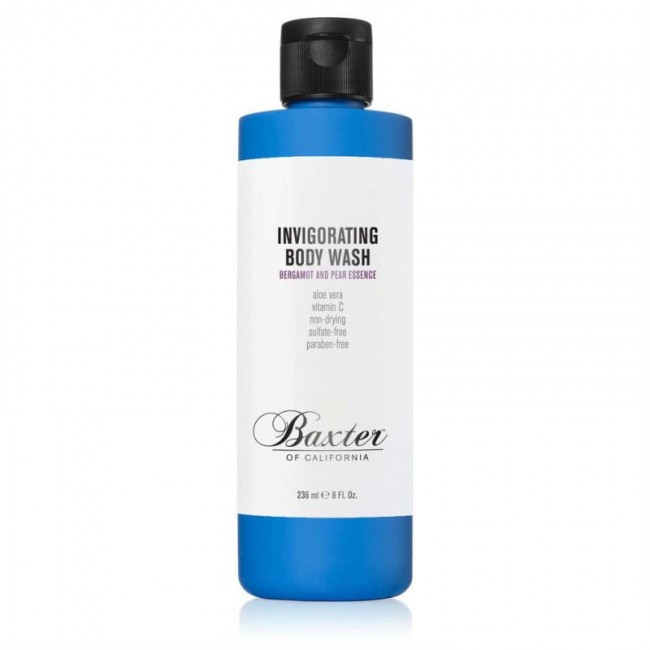 INVIGORATING
BODY WASH
BERGAMOT AND PEAR ESSENCE
aloe vera
vitamin C
non-drying
sulfate-free
paraben-free
Baxter
OF CALIFORNIA
236 ml ℮ 8 Fl. Oz.